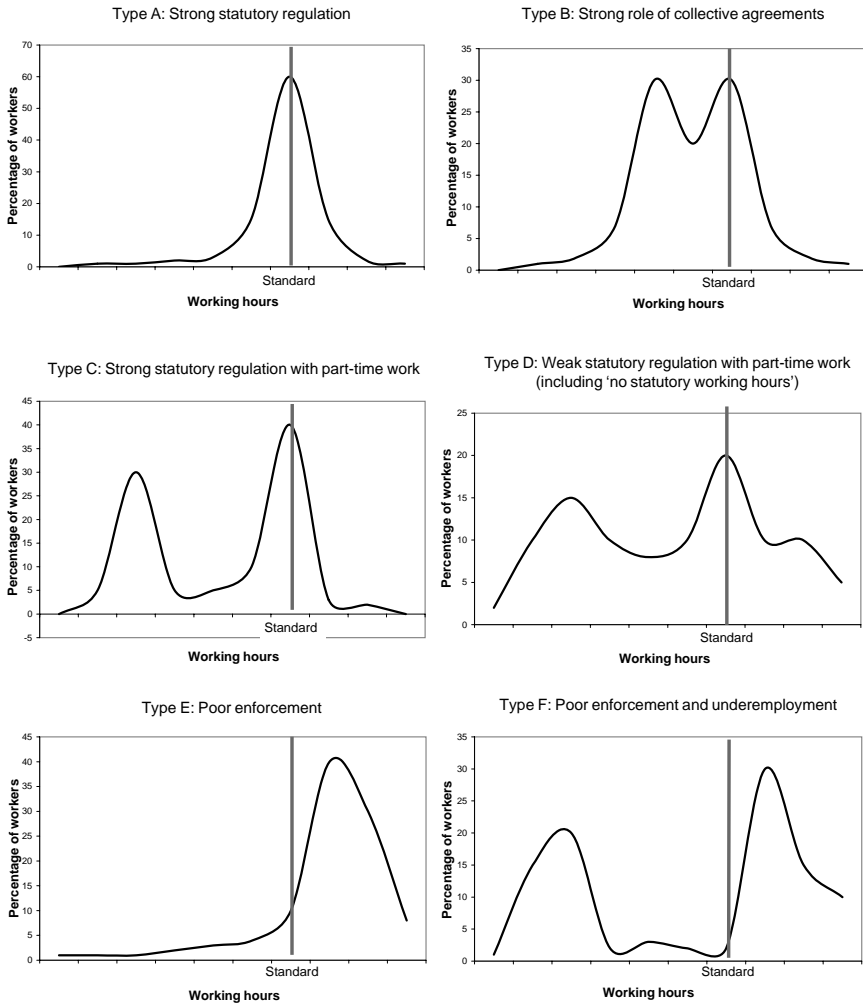 Type A: Strong statutory regulation
Percentage of workers
70
60
50
40
30
20
10
0
Standard
Working hours
Type B: Strong role of collective agreements
Percentage of workers
35
30
25
20
15
10
5
0
Standard
Working hours
Type C: Strong statutory regulation with part-time work
Percentage of workers
45
40
35
30
25
20
15
10
5
0
-5
Standard
Working hours
Type D: Weak statutory regulation with part-time work
(including ‘no statutory working hours’)
Percentage of workers
25
20
15
10
5
0
Standard
Working hours
Type E: Poor enforcement
Percentage of workers
45
40
35
30
25
20
15
10
5
0
Standard
Working hours
Type F: Poor enforcement and underemployment
Percentage of workers
35
30
25
20
15
10
5
0
Standard
Working hours